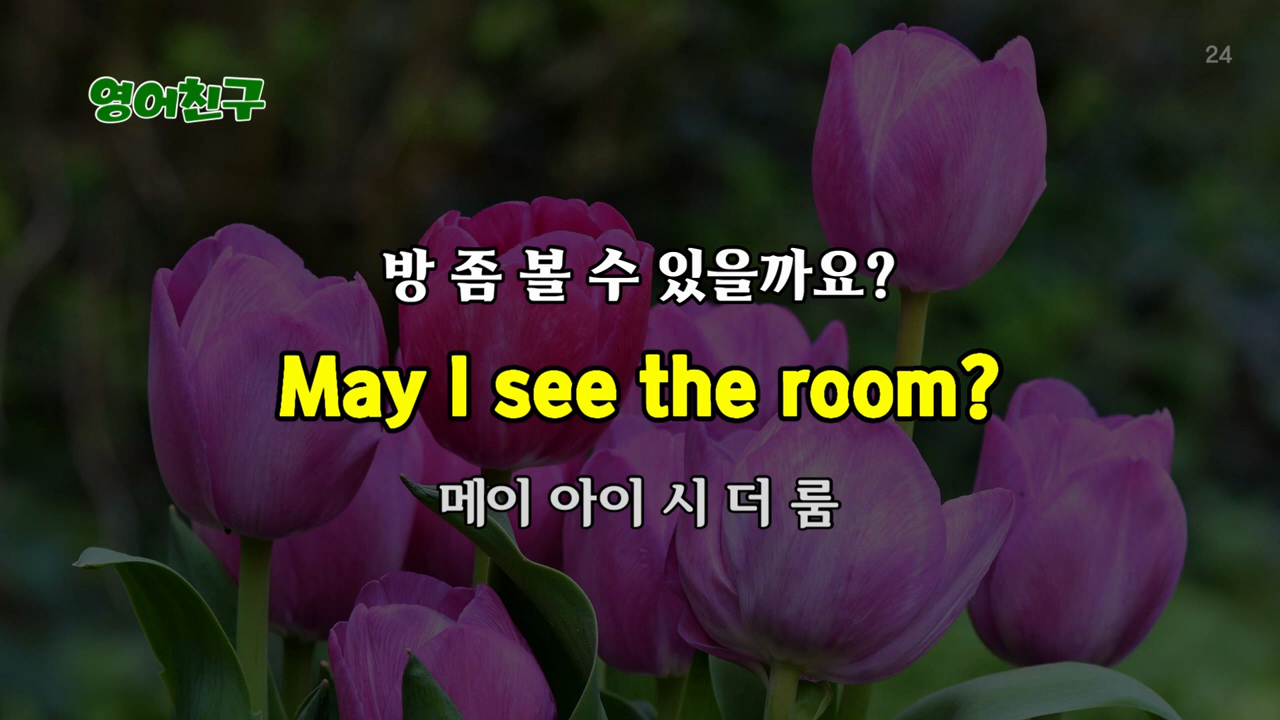 24
영어친구
방 좀 볼 수 있을까요?
May I see the room?
메이 아이 시 더 룸